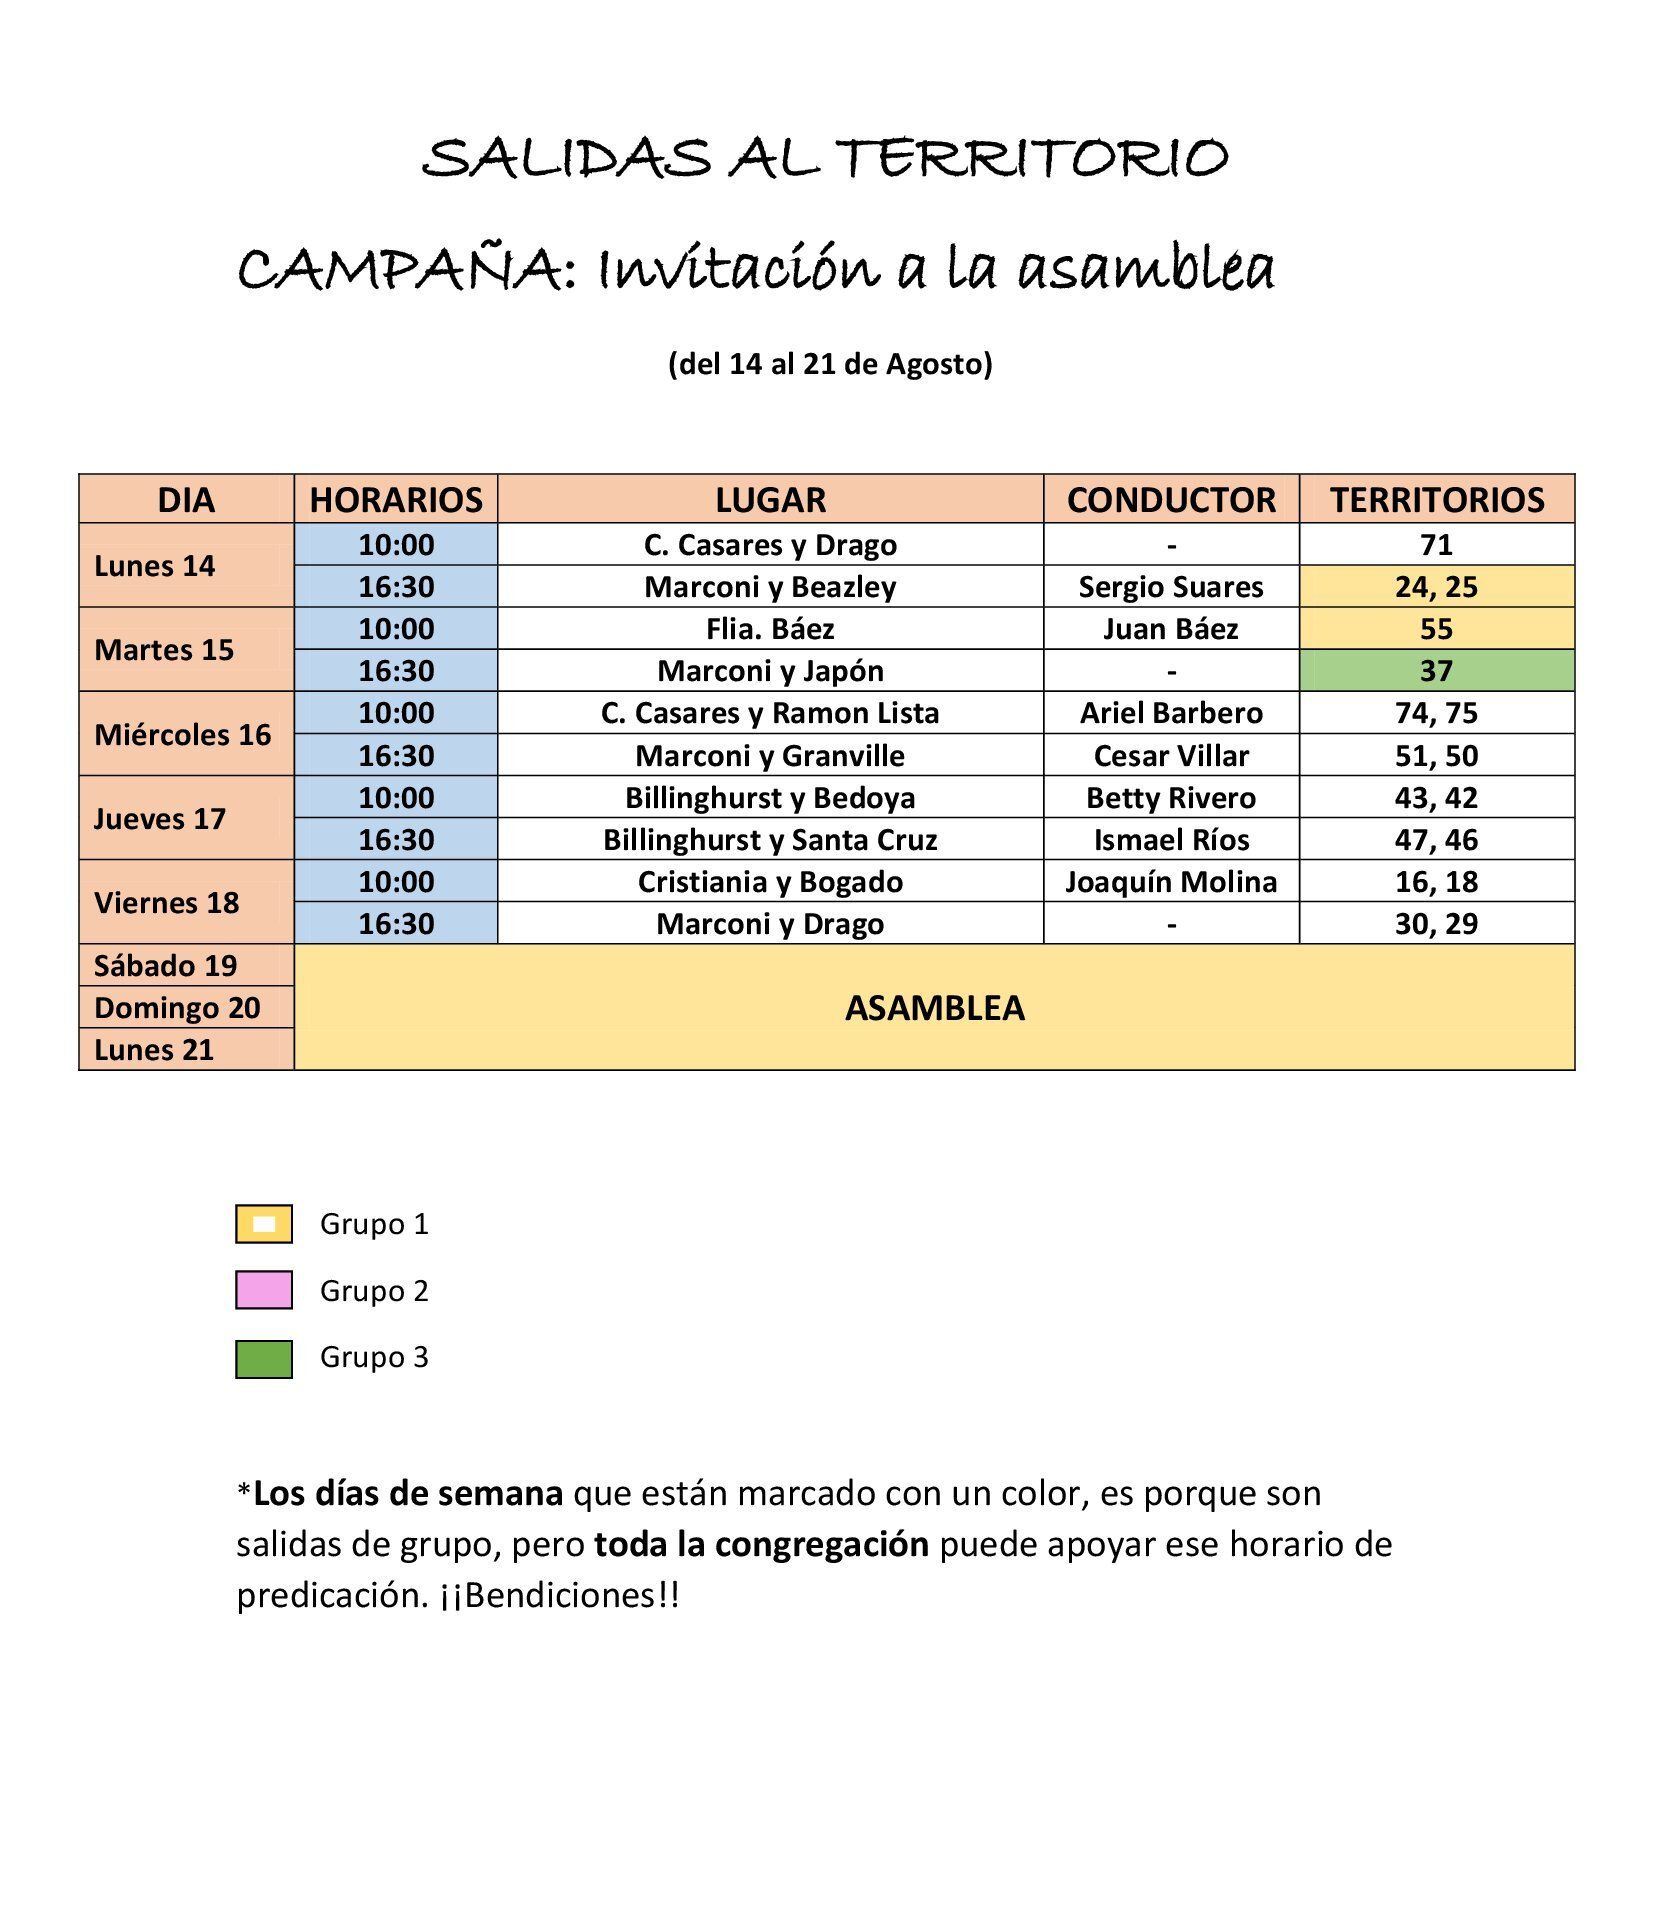 SALIDAS AL TERRITORIO
CAMPAÑA: Invitación a la asamblea
(del 14 al 21 de Agosto)
DIA HORARIOS LUGAR CONDUCTOR TERRITORIOS
Lunes 14
10:00 C. Casares y Drago - 71
16:30 Marconi y Beazley Sergio Suares 24, 25
Martes 15
10:00 Flia. Báez Juan Báez 55
16:30 Marconi y Japón - 37
Miércoles 16
10:00 C. Casares y Ramon Lista Ariel Barbero 74, 75
16:30 Marconi y Granville Cesar Villar 51, 50
Jueves 17
10:00 Billinghurst y Bedoya Betty Rivero 43, 42
16:30 Billinghurst y Santa Cruz Ismael Ríos 47, 46
Viernes 18
10:00 Cristiania y Bogado Joaquín Molina 16, 18
16:30 Marconi y Drago - 30, 29
Sábado 19
Domingo 20
Lunes 21
ASAMBLEA
Grupo 1
Grupo 2
Grupo 3
*Los días de semana que están marcado con un color, es porque son
salidas de grupo, pero toda la congregación puede apoyar ese horario de
predicación. ¡¡Bendiciones!!